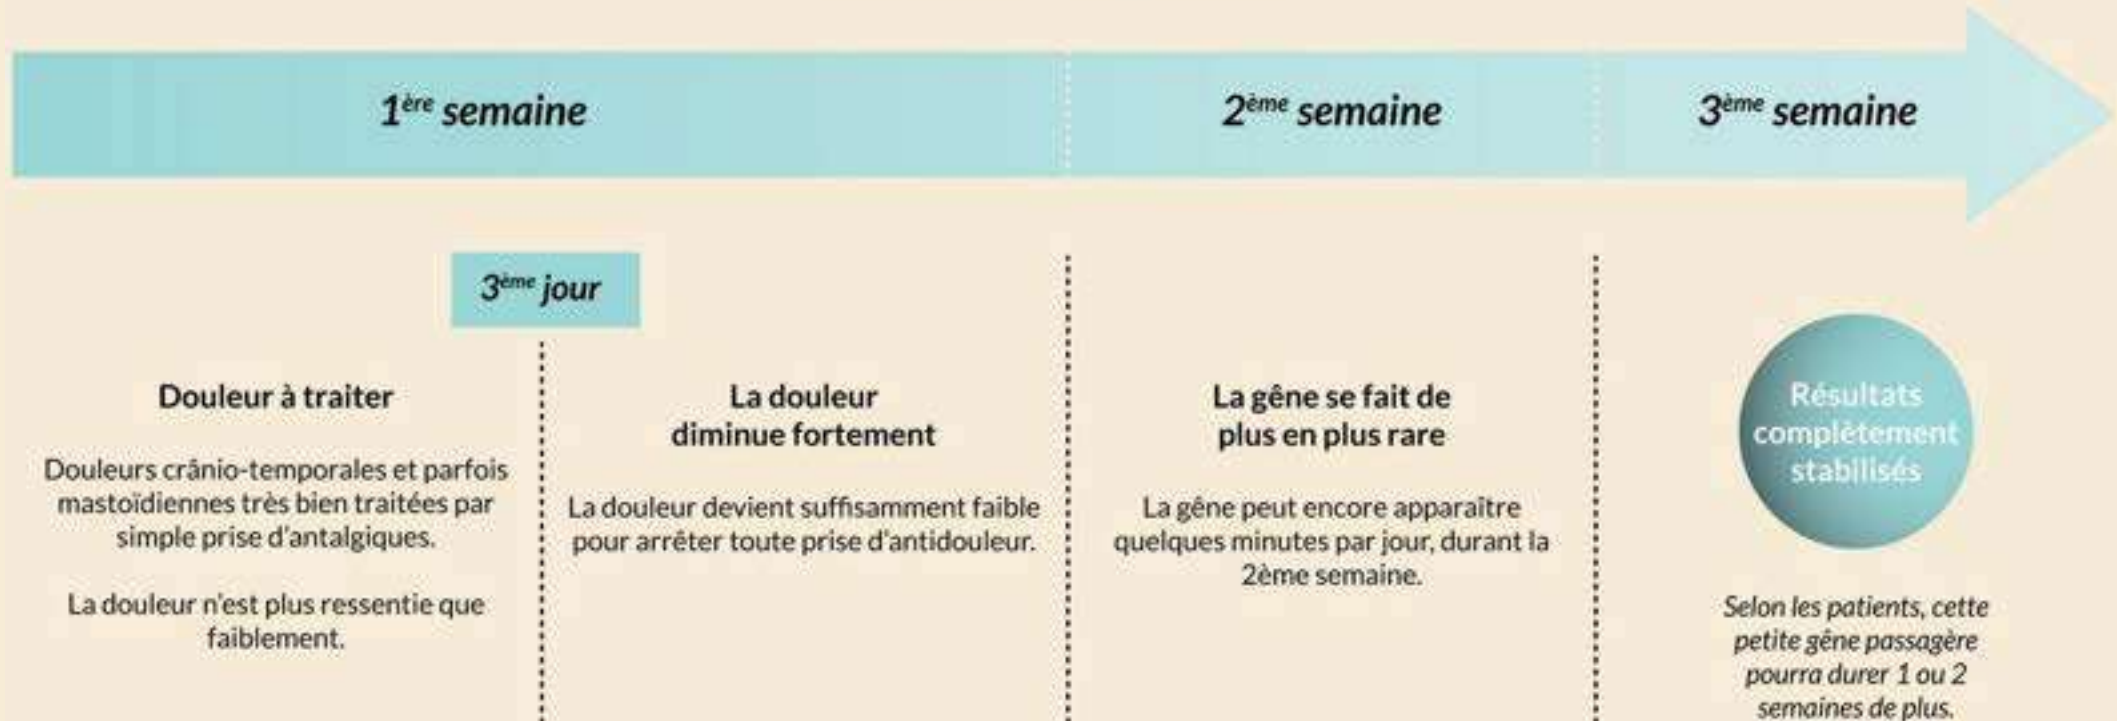 1ère semaine
2ème semaine
3ème semaine
3ème jour
Douleur à traiter
Douleurs crânio-temporales et parfois
mastoïdiennes très bien traitées par
simple prise d'antalgiques.
La douleur n'est plus ressentie que
faiblement.
La douleur
diminue fortement
La douleur devient suffisamment faible
pour arrêter toute prise d'antidouleur.
La gêne se fait de
plus en plus rare
La gêne peut encore apparaître
quelques minutes par jour, durant la
2ème semaine.
Résultats
complètement
stabilisés
Selon les patients, cette
petite gêne passagère
pourra durer 1 ou 2
semaines de plus.